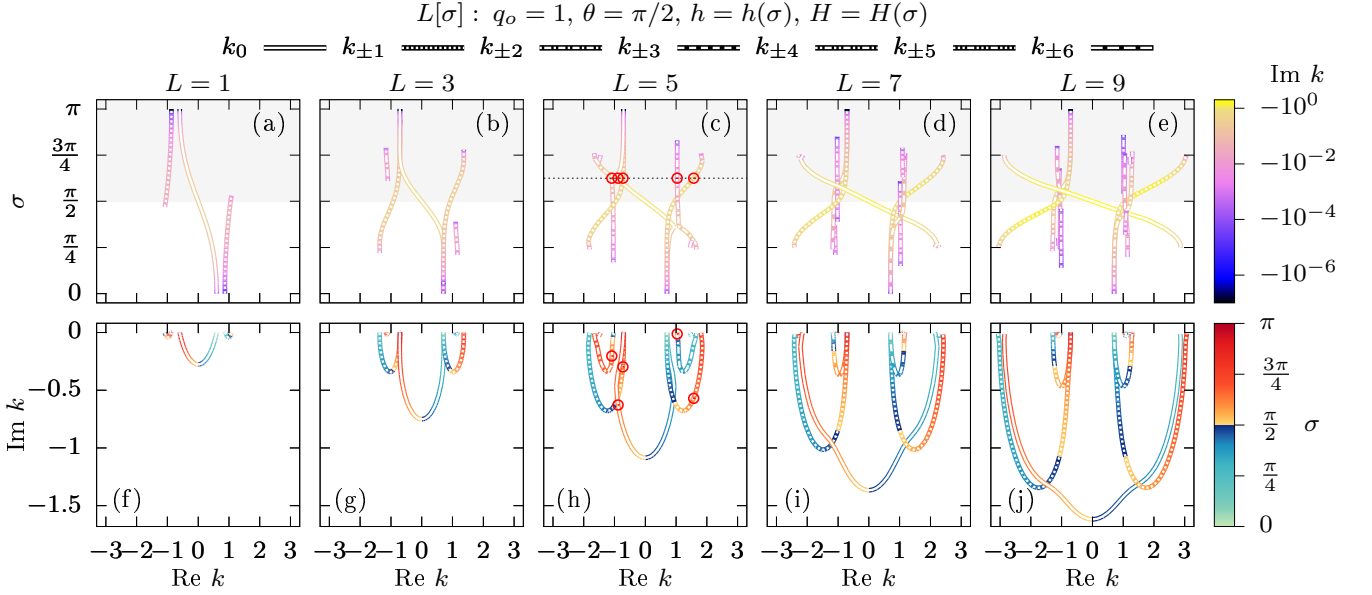 L[σ] : q_o = 1, θ = π/2, h = h(σ), H = H(σ)
k_0 k_{±1} k_{±2} k_{±3} k_{±4} k_{±5} k_{±6}
L = 1 L = 3 L = 5 L = 7 L = 9 Im k
π (a) (b) (c) (d) (e) −10^0
3π/4
−10^{−2}
σ π/2
−10^{−4}
π/4
−10^{−6}
0
0 π
−0.5 3π/4
Im k −1 π/2 σ
π/4
−1.5 (f) (g) (h) (i) (j) 0
−3 −2 −1 0 1 2 3 −3 −2 −1 0 1 2 3 −3 −2 −1 0 1 2 3 −3 −2 −1 0 1 2 3 −3 −2 −1 0 1 2 3
Re k Re k Re k Re k Re k